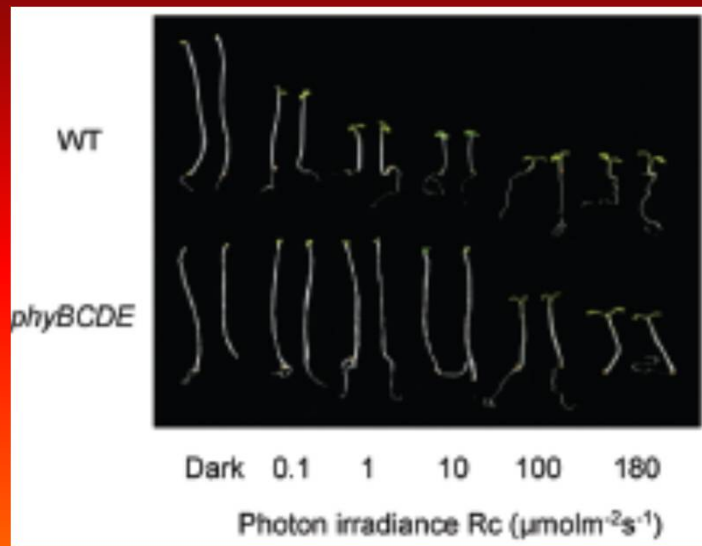 WT
phyBCDE
Dark 0.1 1 10 100 180
Photon irradiance Rc (µmolm⁻²s⁻¹)